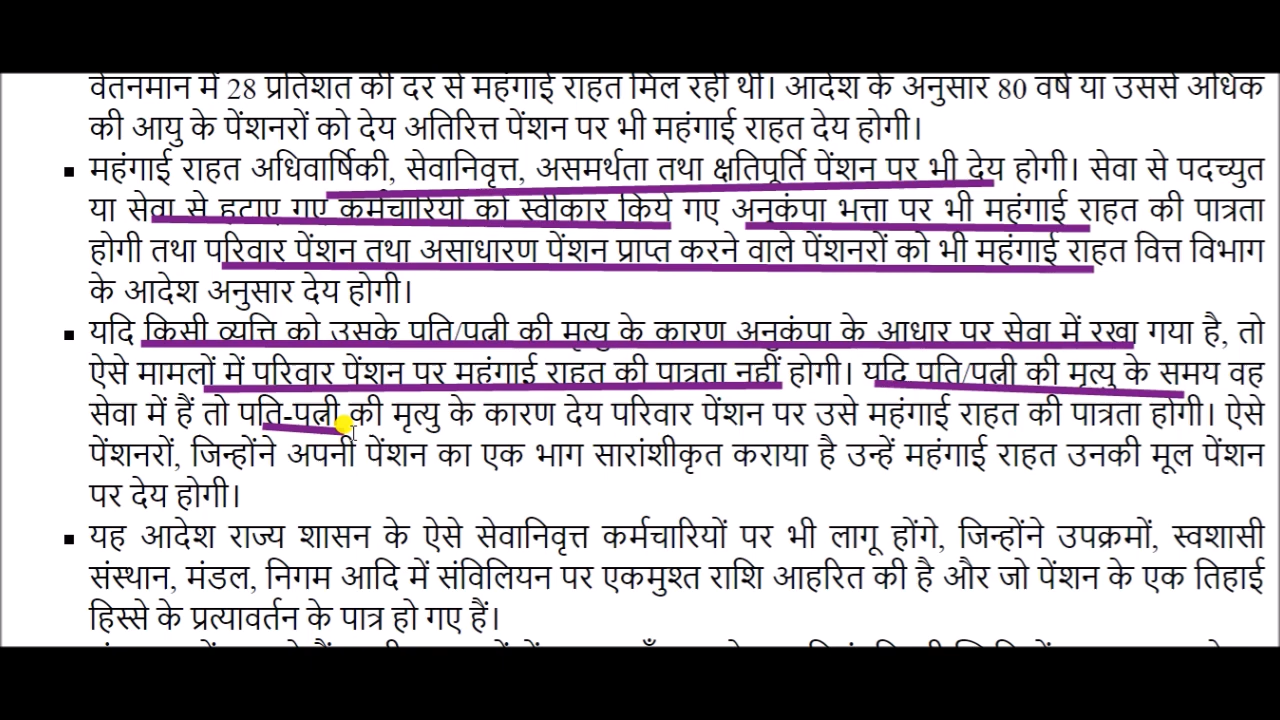 वेतनमान में 28 प्रतिशत की दर से महंगाई राहत मिल रही थी। आदेश के अनुसार 80 वर्ष या उससे अधिक
की आयु के पेंशनरों को देय अतिरित्त पेंशन पर भी महंगाई राहत देय होगी।
▪ महंगाई राहत अधिवार्षिकी, सेवानिवृत्त, असमर्थता तथा क्षतिपूर्ति पेंशन पर भी देय होगी। सेवा से पदच्युत
या सेवा से हटाए गए कर्मचारियों को स्वीकार किये गए अनुकंपा भत्ता पर भी महंगाई राहत की पात्रता
होगी तथा परिवार पेंशन तथा असाधारण पेंशन प्राप्त करने वाले पेंशनरों को भी महंगाई राहत वित्त विभाग
के आदेश अनुसार देय होगी।
▪ यदि किसी व्यत्ति को उसके पति/पत्नी की मृत्यु के कारण अनुकंपा के आधार पर सेवा में रखा गया है, तो
ऐसे मामलों में परिवार पेंशन पर महंगाई राहत की पात्रता नहीं होगी। यदि पति/पत्नी की मृत्यु के समय वह
सेवा में हैं तो पति-पत्नी की मृत्यु के कारण देय परिवार पेंशन पर उसे महंगाई राहत की पात्रता होगी। ऐसे
पेंशनरों, जिन्होंने अपनी पेंशन का एक भाग सारांशीकृत कराया है उन्हें महंगाई राहत उनकी मूल पेंशन
पर देय होगी।
▪ यह आदेश राज्य शासन के ऐसे सेवानिवृत्त कर्मचारियों पर भी लागू होंगे, जिन्होंने उपक्रमों, स्वशासी
संस्थान, मंडल, निगम आदि में संविलियन पर एकमुश्त राशि आहरित की है और जो पेंशन के एक तिहाई
हिस्से के प्रत्यावर्तन के पात्र हो गए हैं।